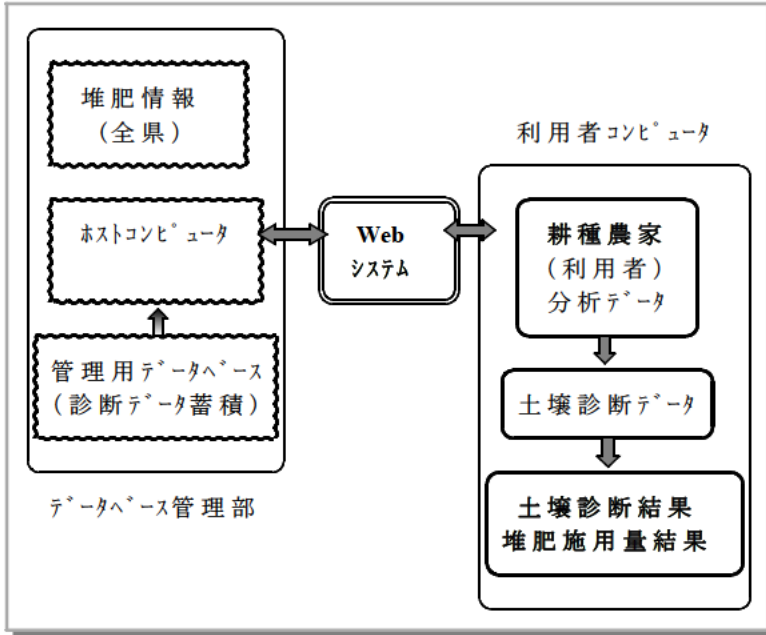 堆肥情報
(全県)
ホストコンピュータ
管理用データベース
(診断データ蓄積)
データベース管理部
Web
システム
利用者コンピュータ
耕種農家
(利用者)
分析データ
土壌診断データ
土壌診断結果
堆肥施用量結果